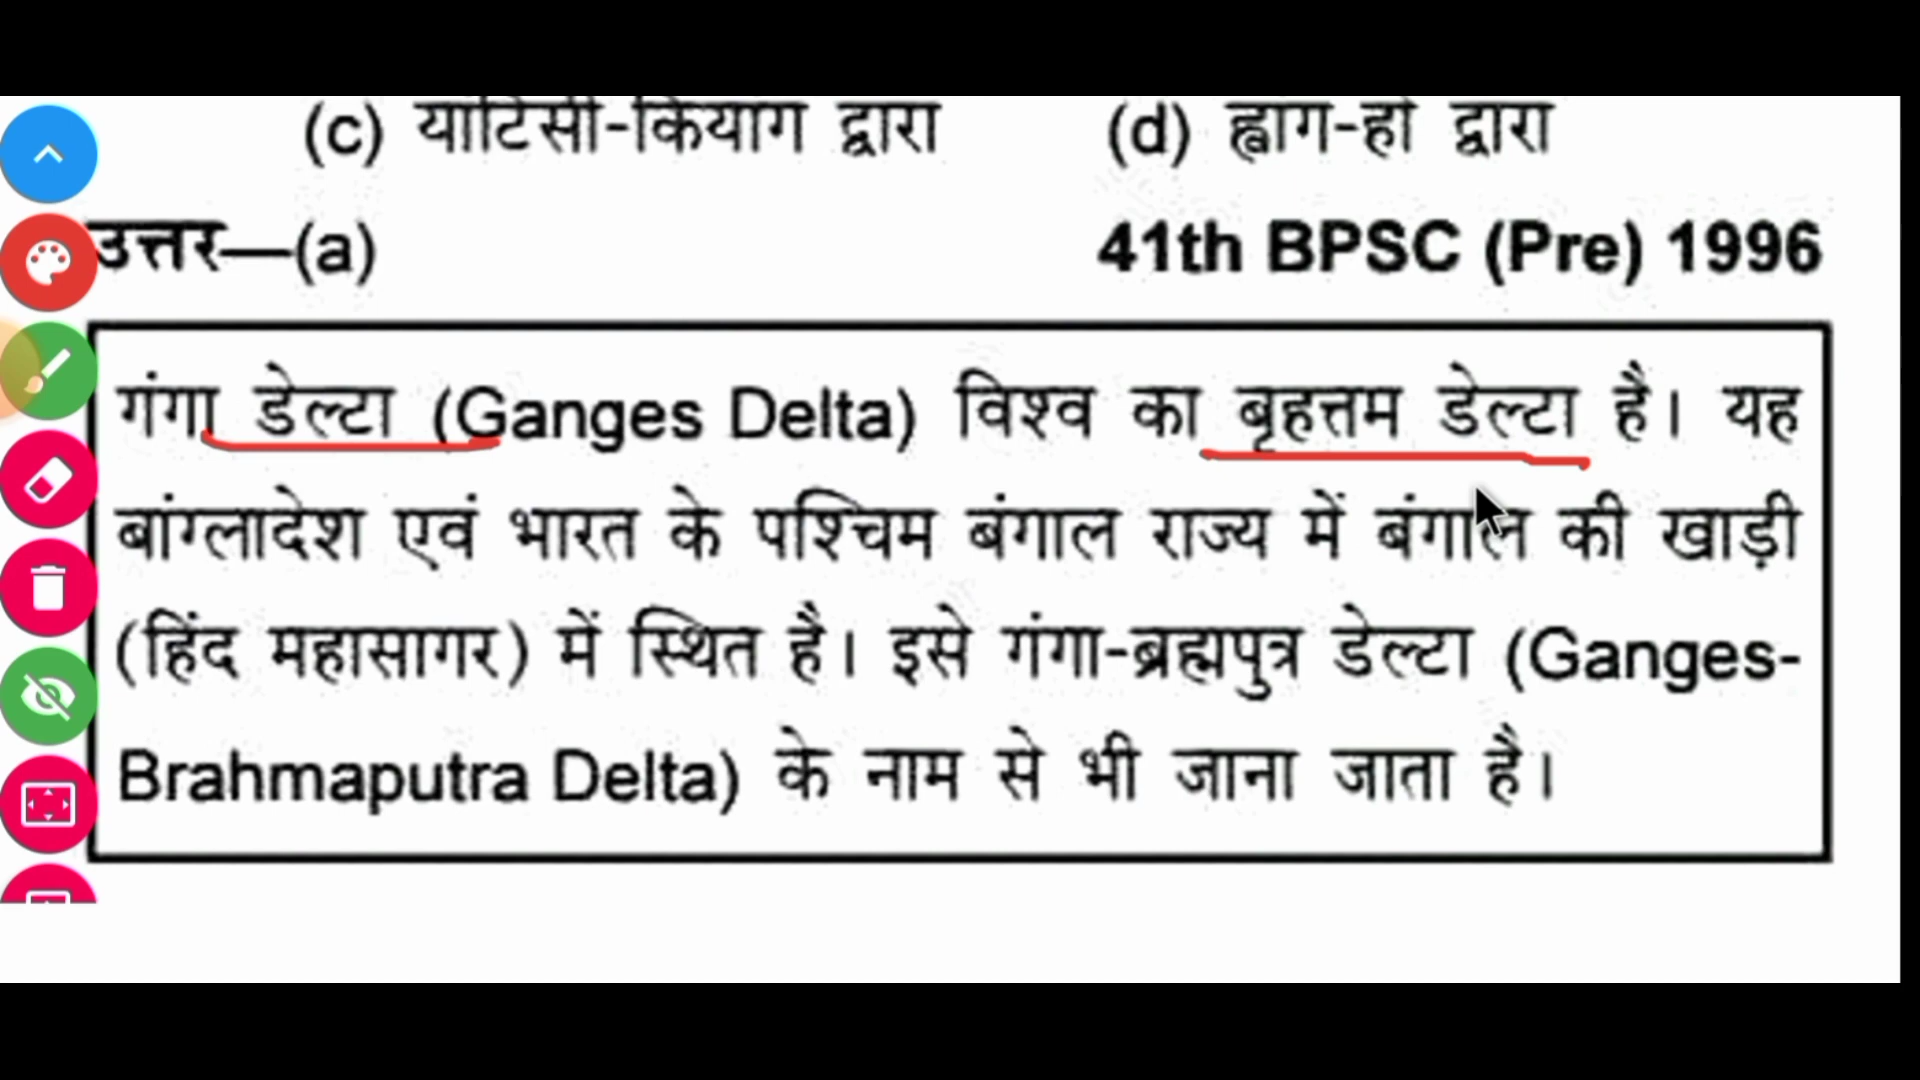 (c) यांटिसी-कियांग द्वारा (d) ह्वांग-हो द्वारा
उत्तर—(a) 41th BPSC (Pre) 1996
गंगा डेल्टा (Ganges Delta) विश्व का बृहत्तम डेल्टा है। यह
बांग्लादेश एवं भारत के पश्चिम बंगाल राज्य में बंगाल की खाड़ी
(हिंद महासागर) में स्थित है। इसे गंगा-ब्रह्मपुत्र डेल्टा (Ganges-
Brahmaputra Delta) के नाम से भी जाना जाता है।